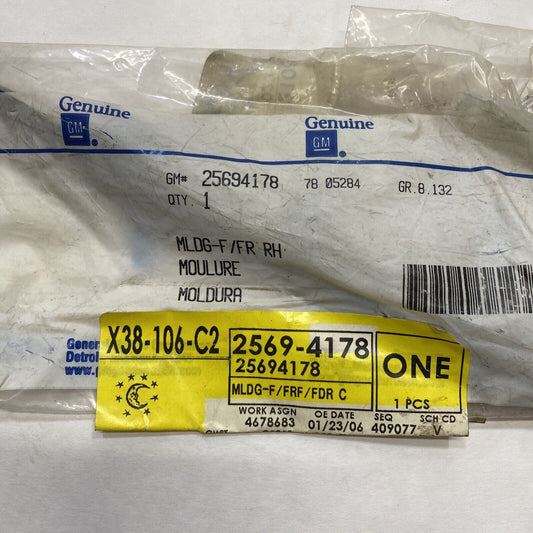 Genuine
GM
Genuine
GM
GM# 25694178 78 05284 GR.8.132
QTY. 1
MLDG-F/FR RH
MOULURE
MOLDURA
Gener
Detroi
X38-106-C2
2569-4178
25694178
MLDG-F/FRF/FDR C
ONE
1 PCS
WORK ASGN OE DATE SEQ SCH CD
4678683 01/23/06 409077 V